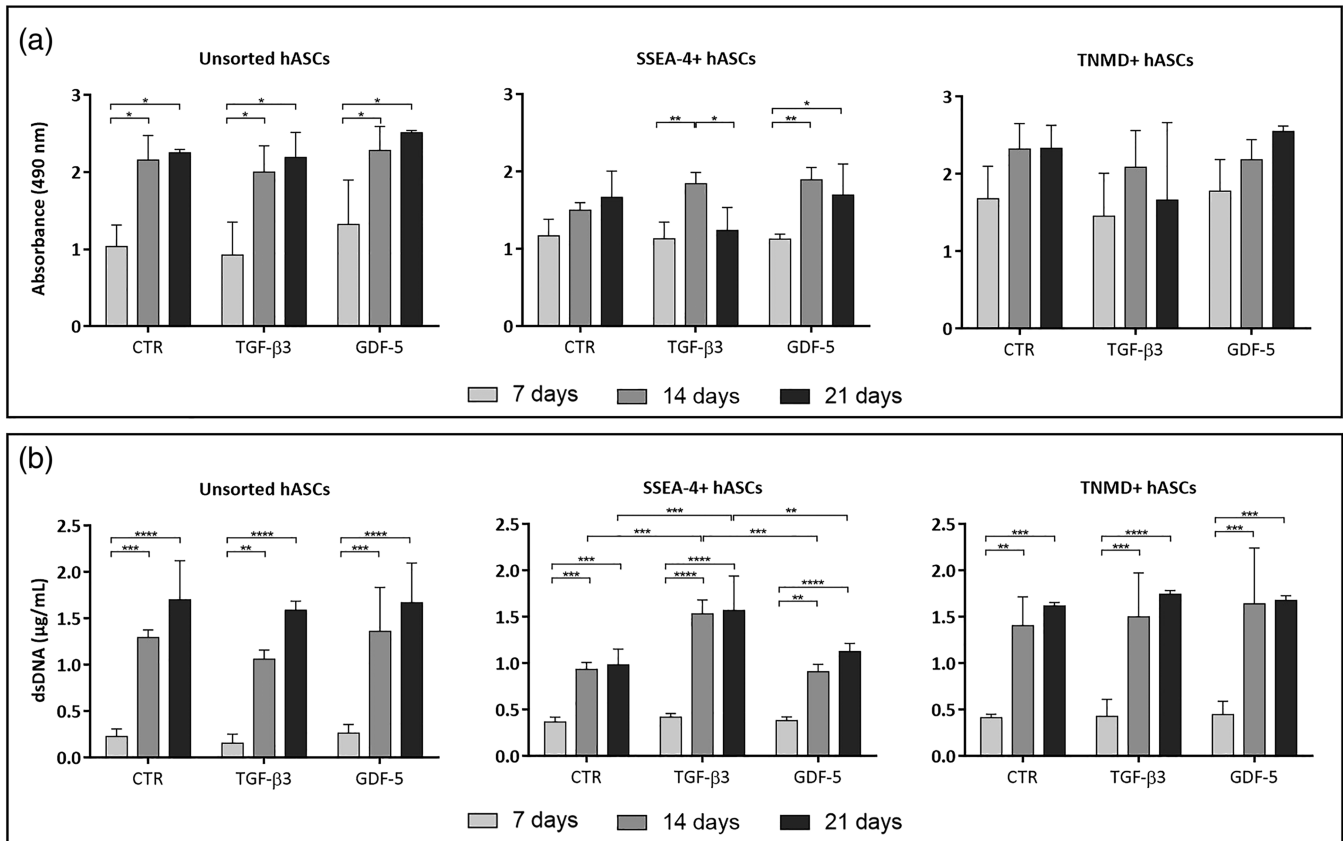 (a)
Unsorted hASCs
SSEA-4+ hASCs
TNMD+ hASCs
Absorbance (490 nm)
3
2
1
0
* * * * * *
CTR TGF-β3 GDF-5
3
2
1
0
** * ** *
CTR TGF-β3 GDF-5
3
2
1
0
CTR TGF-β3 GDF-5
7 days 14 days 21 days
(b)
Unsorted hASCs
SSEA-4+ hASCs
TNMD+ hASCs
dsDNA (µg/mL)
2.5
2.0
1.5
1.0
0.5
0.0
**** **** ****
*** ** ***
CTR TGF-β3 GDF-5
2.5
2.0
1.5
1.0
0.5
0.0
*** **
*** ***
*** **** ****
*** **** **
CTR TGF-β3 GDF-5
2.5
2.0
1.5
1.0
0.5
0.0
*** **** ***
** *** ***
CTR TGF-β3 GDF-5
7 days 14 days 21 days